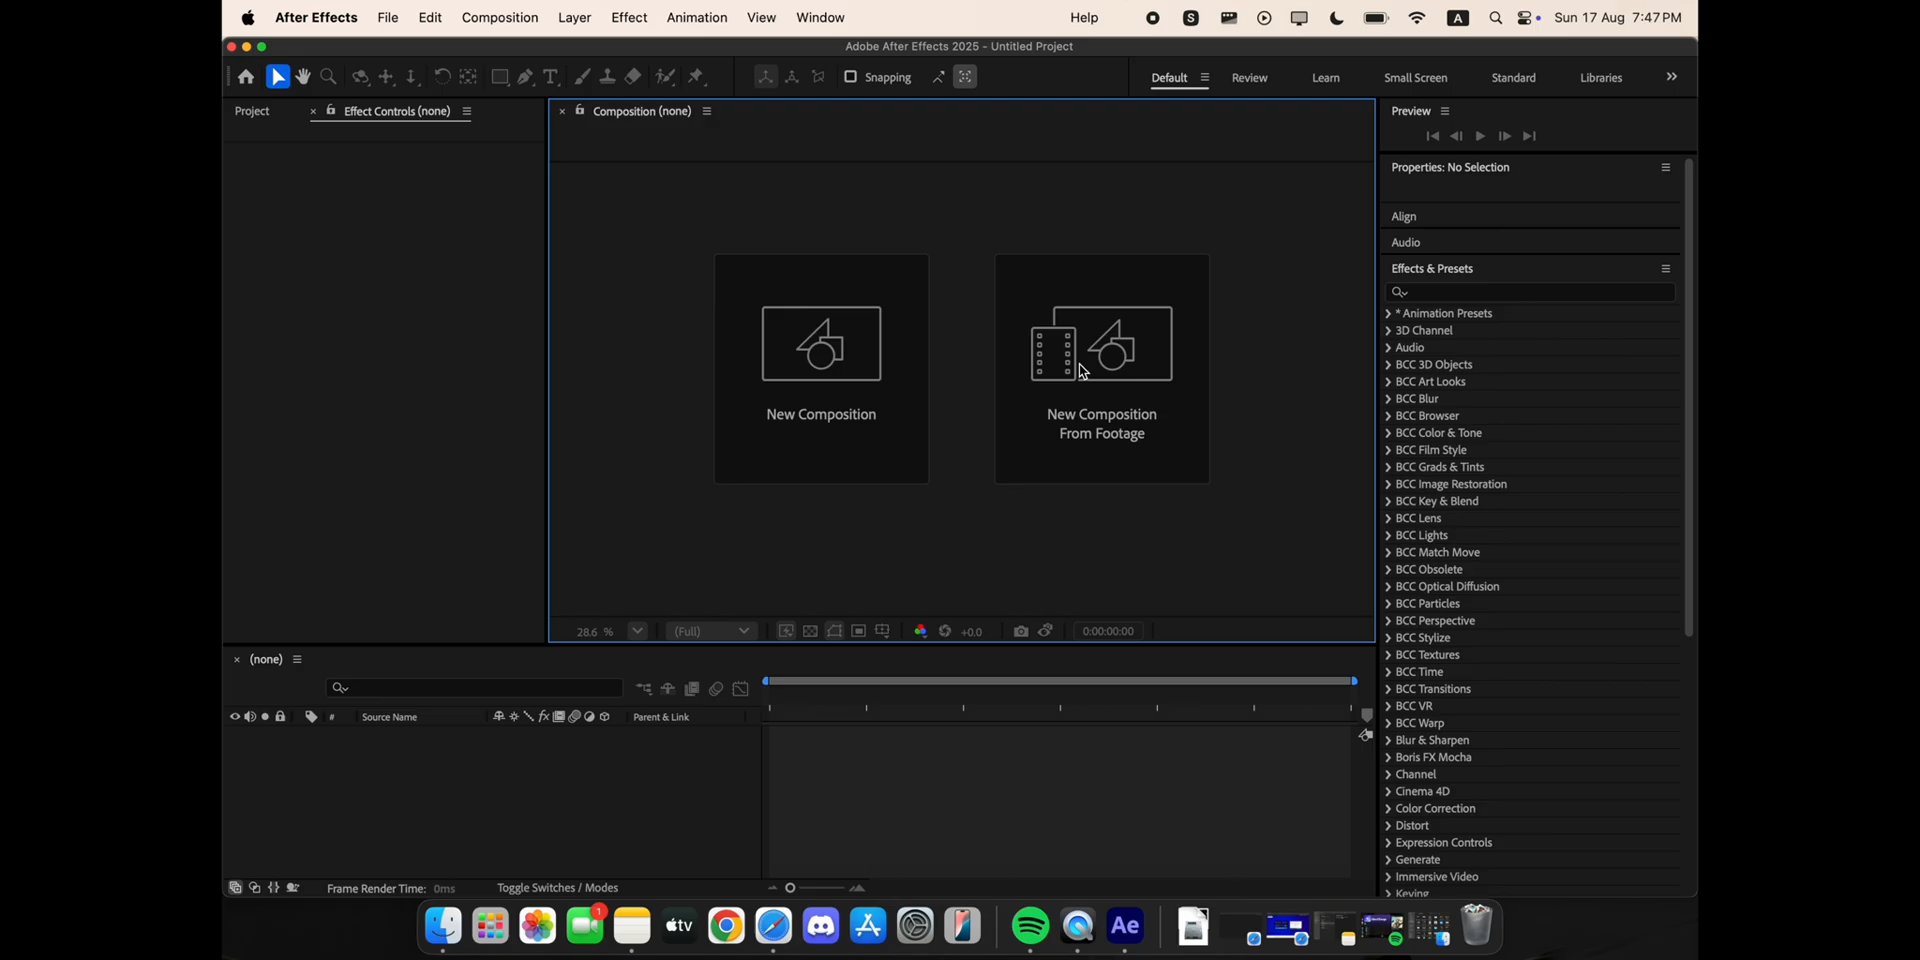 After Effects File Edit Composition Layer Effect Animation View Window Help S A Sun 17 Aug 7:47 PM
Adobe After Effects 2025 - Untitled Project
Snapping Default Review Learn Small Screen Standard Libraries
Project × Effect Controls (none)
× Composition (none)
Preview
Properties: No Selection
Align
Audio
Effects & Presets
* Animation Presets
3D Channel
Audio
BCC 3D Objects
BCC Art Looks
BCC Blur
BCC Browser
BCC Color & Tone
BCC Film Style
BCC Grads & Tints
BCC Image Restoration
BCC Key & Blend
BCC Lens
BCC Lights
BCC Match Move
BCC Obsolete
BCC Optical Diffusion
BCC Particles
BCC Perspective
BCC Stylize
BCC Textures
BCC Time
BCC Transitions
BCC VR
BCC Warp
Blur & Sharpen
Boris FX Mocha
Channel
Cinema 4D
Color Correction
Distort
Expression Controls
Generate
Immersive Video
Keying
New Composition
New Composition
From Footage
28.6 % (Full) +0.0 0:00:00:00
× (none)
# Source Name fx Parent & Link
Frame Render Time: 0ms Toggle Switches / Modes
1
tv
Ae